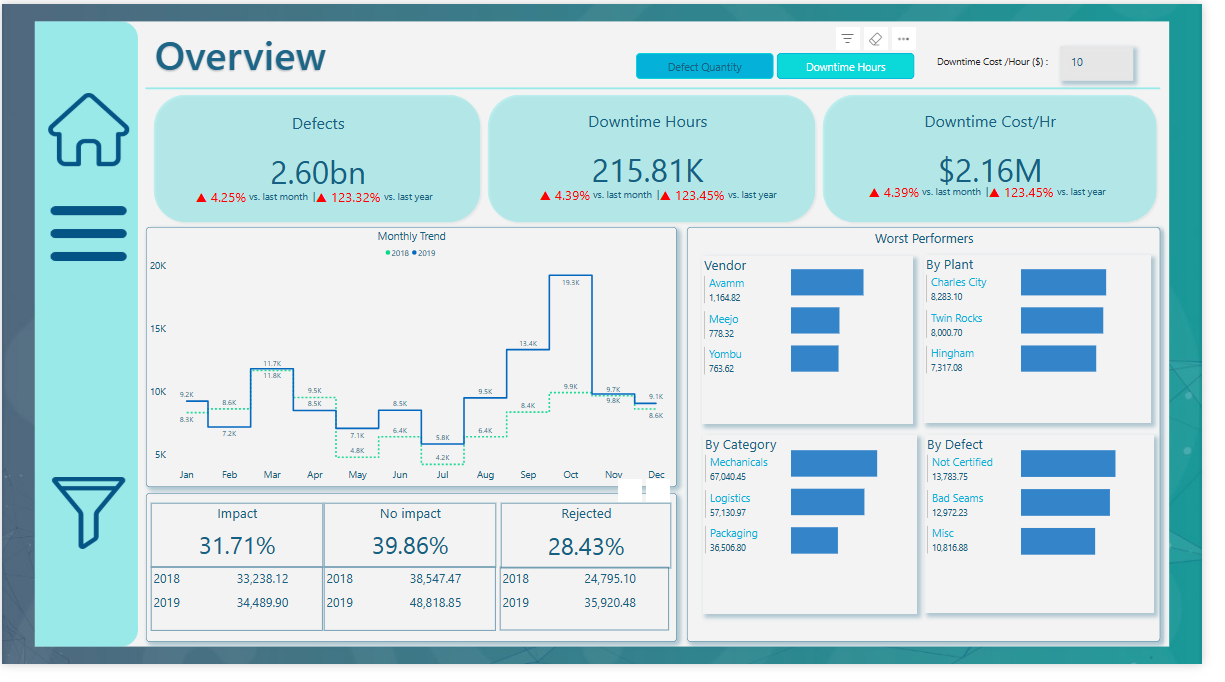 Overview
Defect Quantity
Downtime Hours
Downtime Cost /Hour ($) :
10
Defects
2.60bn
▲ 4.25% vs. last month |▲ 123.32% vs. last year
Downtime Hours
215.81K
▲ 4.39% vs. last month |▲ 123.45% vs. last year
Downtime Cost/Hr
$2.16M
▲ 4.39% vs. last month |▲ 123.45% vs. last year
Monthly Trend
2018 2019
20K
15K
10K
5K
9.2K
8.3K
8.6K
7.2K
11.7K
11.8K
9.5K
8.5K
7.1K
4.8K
8.5K
6.4K
5.8K
4.2K
9.5K
6.4K
13.4K
8.4K
19.3K
9.9K
9.7K
9.8K
9.1K
8.6K
Jan Feb Mar Apr May Jun Jul Aug Sep Oct Nov Dec
Impact
31.71%
2018 33,238.12
2019 34,489.90
No impact
39.86%
2018 38,547.47
2019 48,818.85
Rejected
28.43%
2018 24,795.10
2019 35,920.48
Worst Performers
Vendor
Avamm
1,164.82
Meejo
778.32
Yombu
763.62
By Plant
Charles City
8,283.10
Twin Rocks
8,000.70
Hingham
7,317.08
By Category
Mechanicals
67,040.45
Logistics
57,130.97
Packaging
36,506.80
By Defect
Not Certified
13,783.75
Bad Seams
12,972.23
Misc
10,816.88